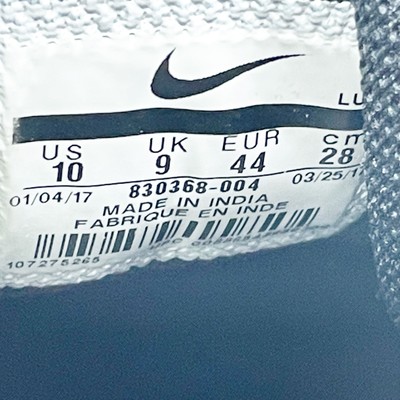 LU
US UK EUR cm
10 9 44 28
01/04/17 830368-004 03/25/1
MADE IN INDIA
FABRIQUE EN INDE
107275265